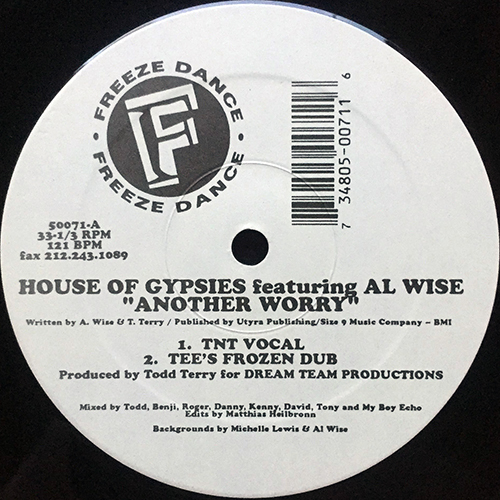 • FREEZE DANCE •
FREEZE DANCE
F
7 34805-00711 6
50071-A
33-1/3 RPM
121 BPM
fax 212.243.1089
HOUSE OF GYPSIES featuring AL WISE
"ANOTHER WORRY"
Written by A. Wise & T. Terry / Published by Utyra Publishing/Size 9 Music Company – BMI
1. TNT VOCAL
2. TEE'S FROZEN DUB
Produced by Todd Terry for DREAM TEAM PRODUCTIONS
Mixed by Todd, Benji, Roger, Danny, Kenny, David, Tony and My Boy Echo
Edits by Matthias Heilbronn
Backgrounds by Michelle Lewis & Al Wise